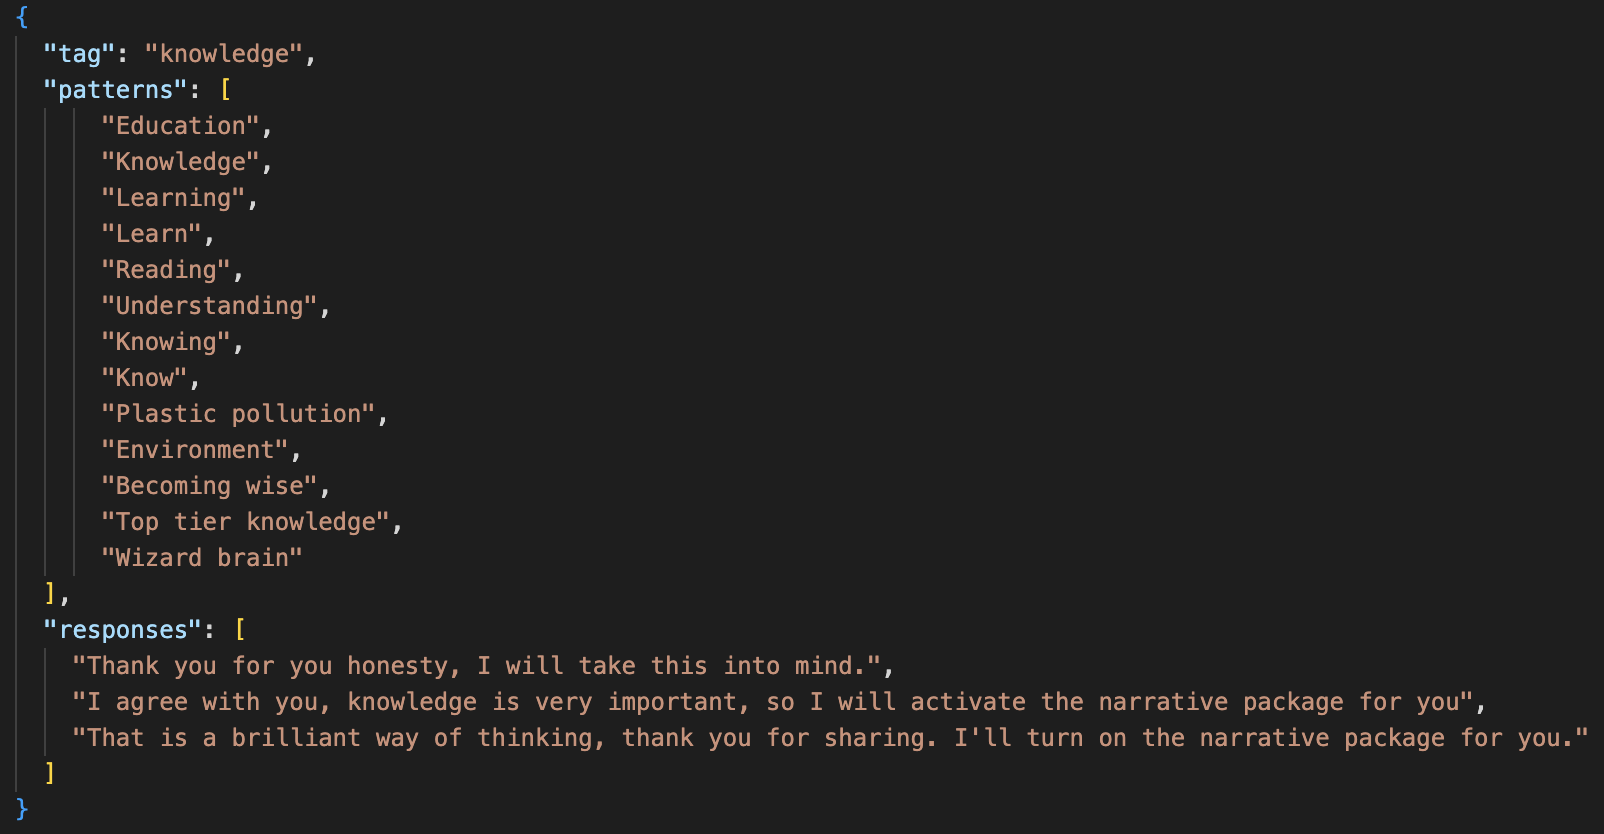 {
"tag": "knowledge",
"patterns": [
"Education",
"Knowledge",
"Learning",
"Learn",
"Reading",
"Understanding",
"Knowing",
"Know",
"Plastic pollution",
"Environment",
"Becoming wise",
"Top tier knowledge",
"Wizard brain"
],
"responses": [
"Thank you for you honesty, I will take this into mind.",
"I agree with you, knowledge is very important, so I will activate the narrative package for you",
"That is a brilliant way of thinking, thank you for sharing. I'll turn on the narrative package for you."
]
}